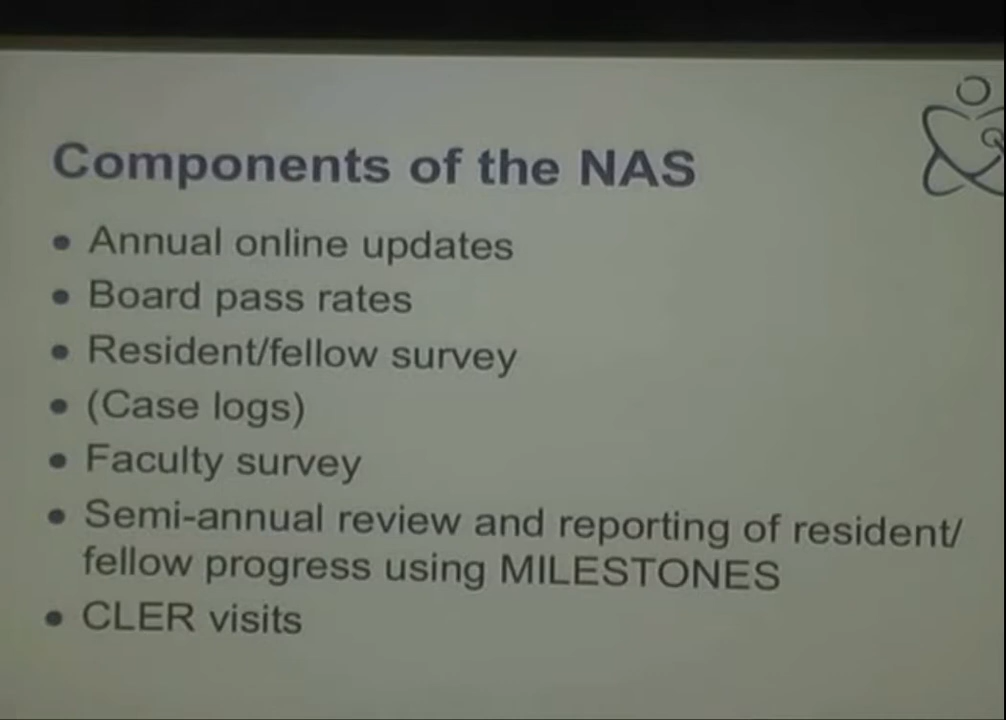 Components of the NAS
• Annual online updates
• Board pass rates
• Resident/fellow survey
• (Case logs)
• Faculty survey
• Semi-annual review and reporting of resident/
fellow progress using MILESTONES
• CLER visits